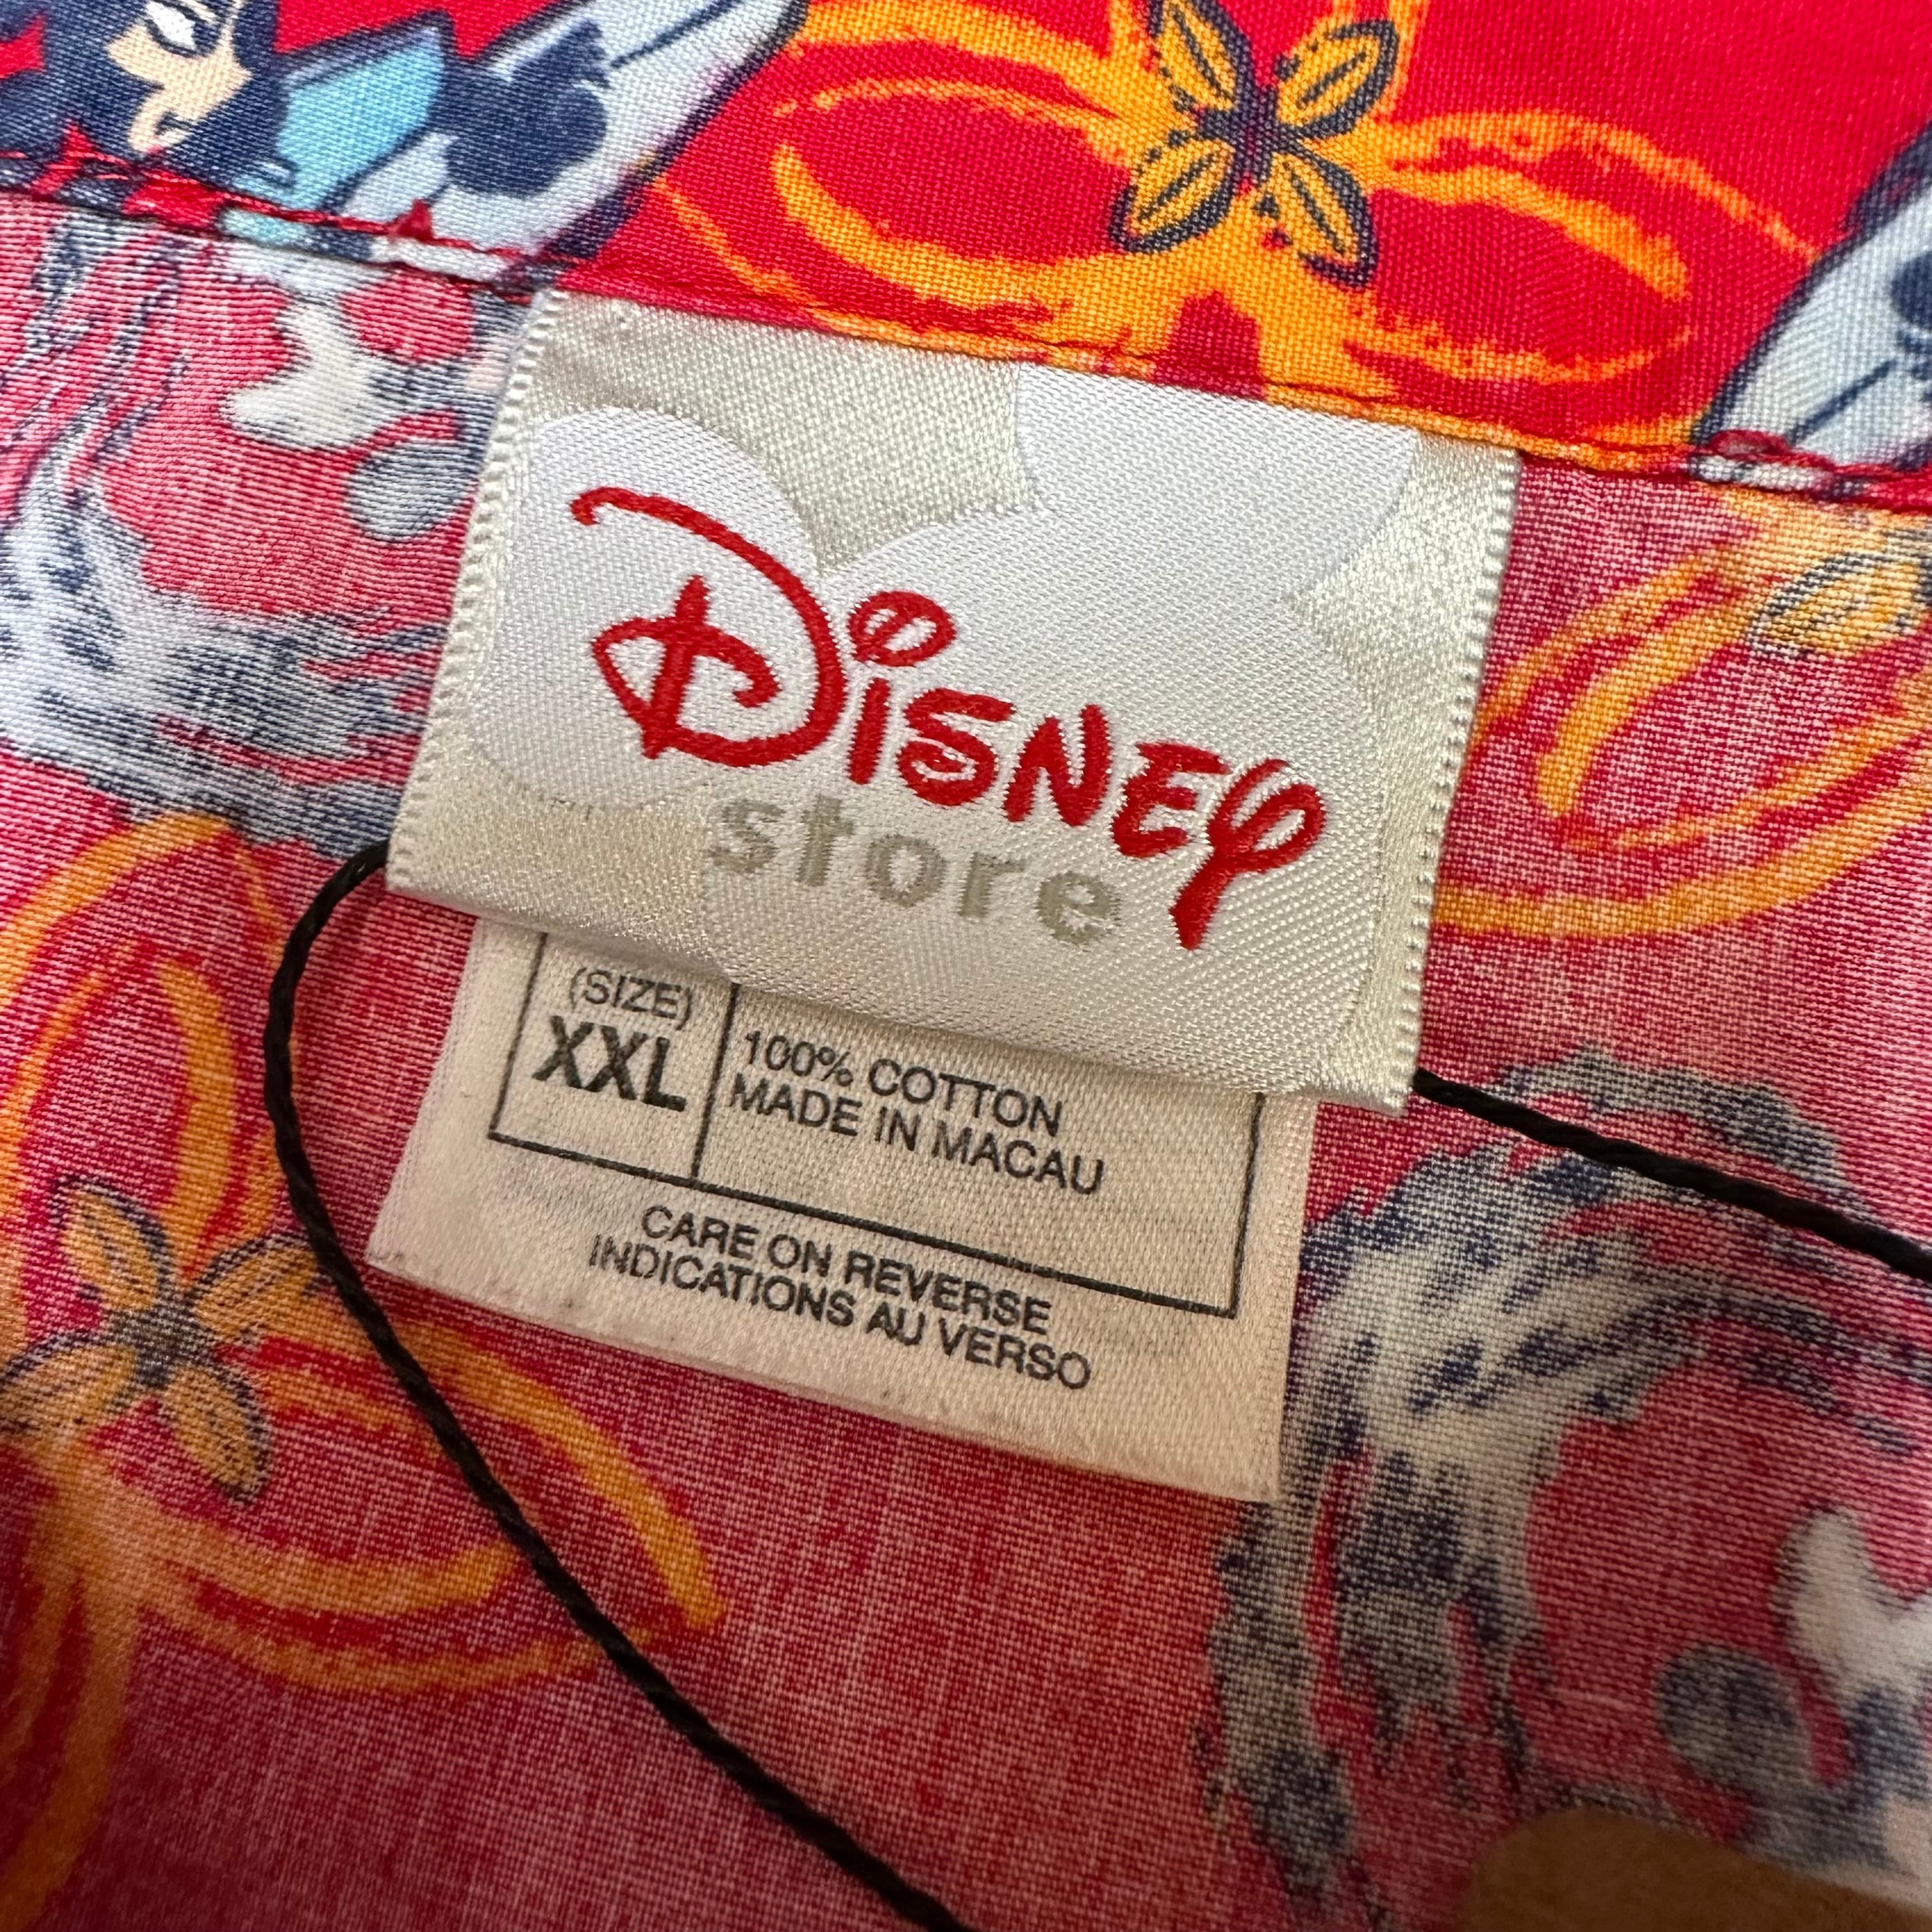 Disney
store
(SIZE)
XXL
100% COTTON
MADE IN MACAU
CARE ON REVERSE
INDICATIONS AU VERSO